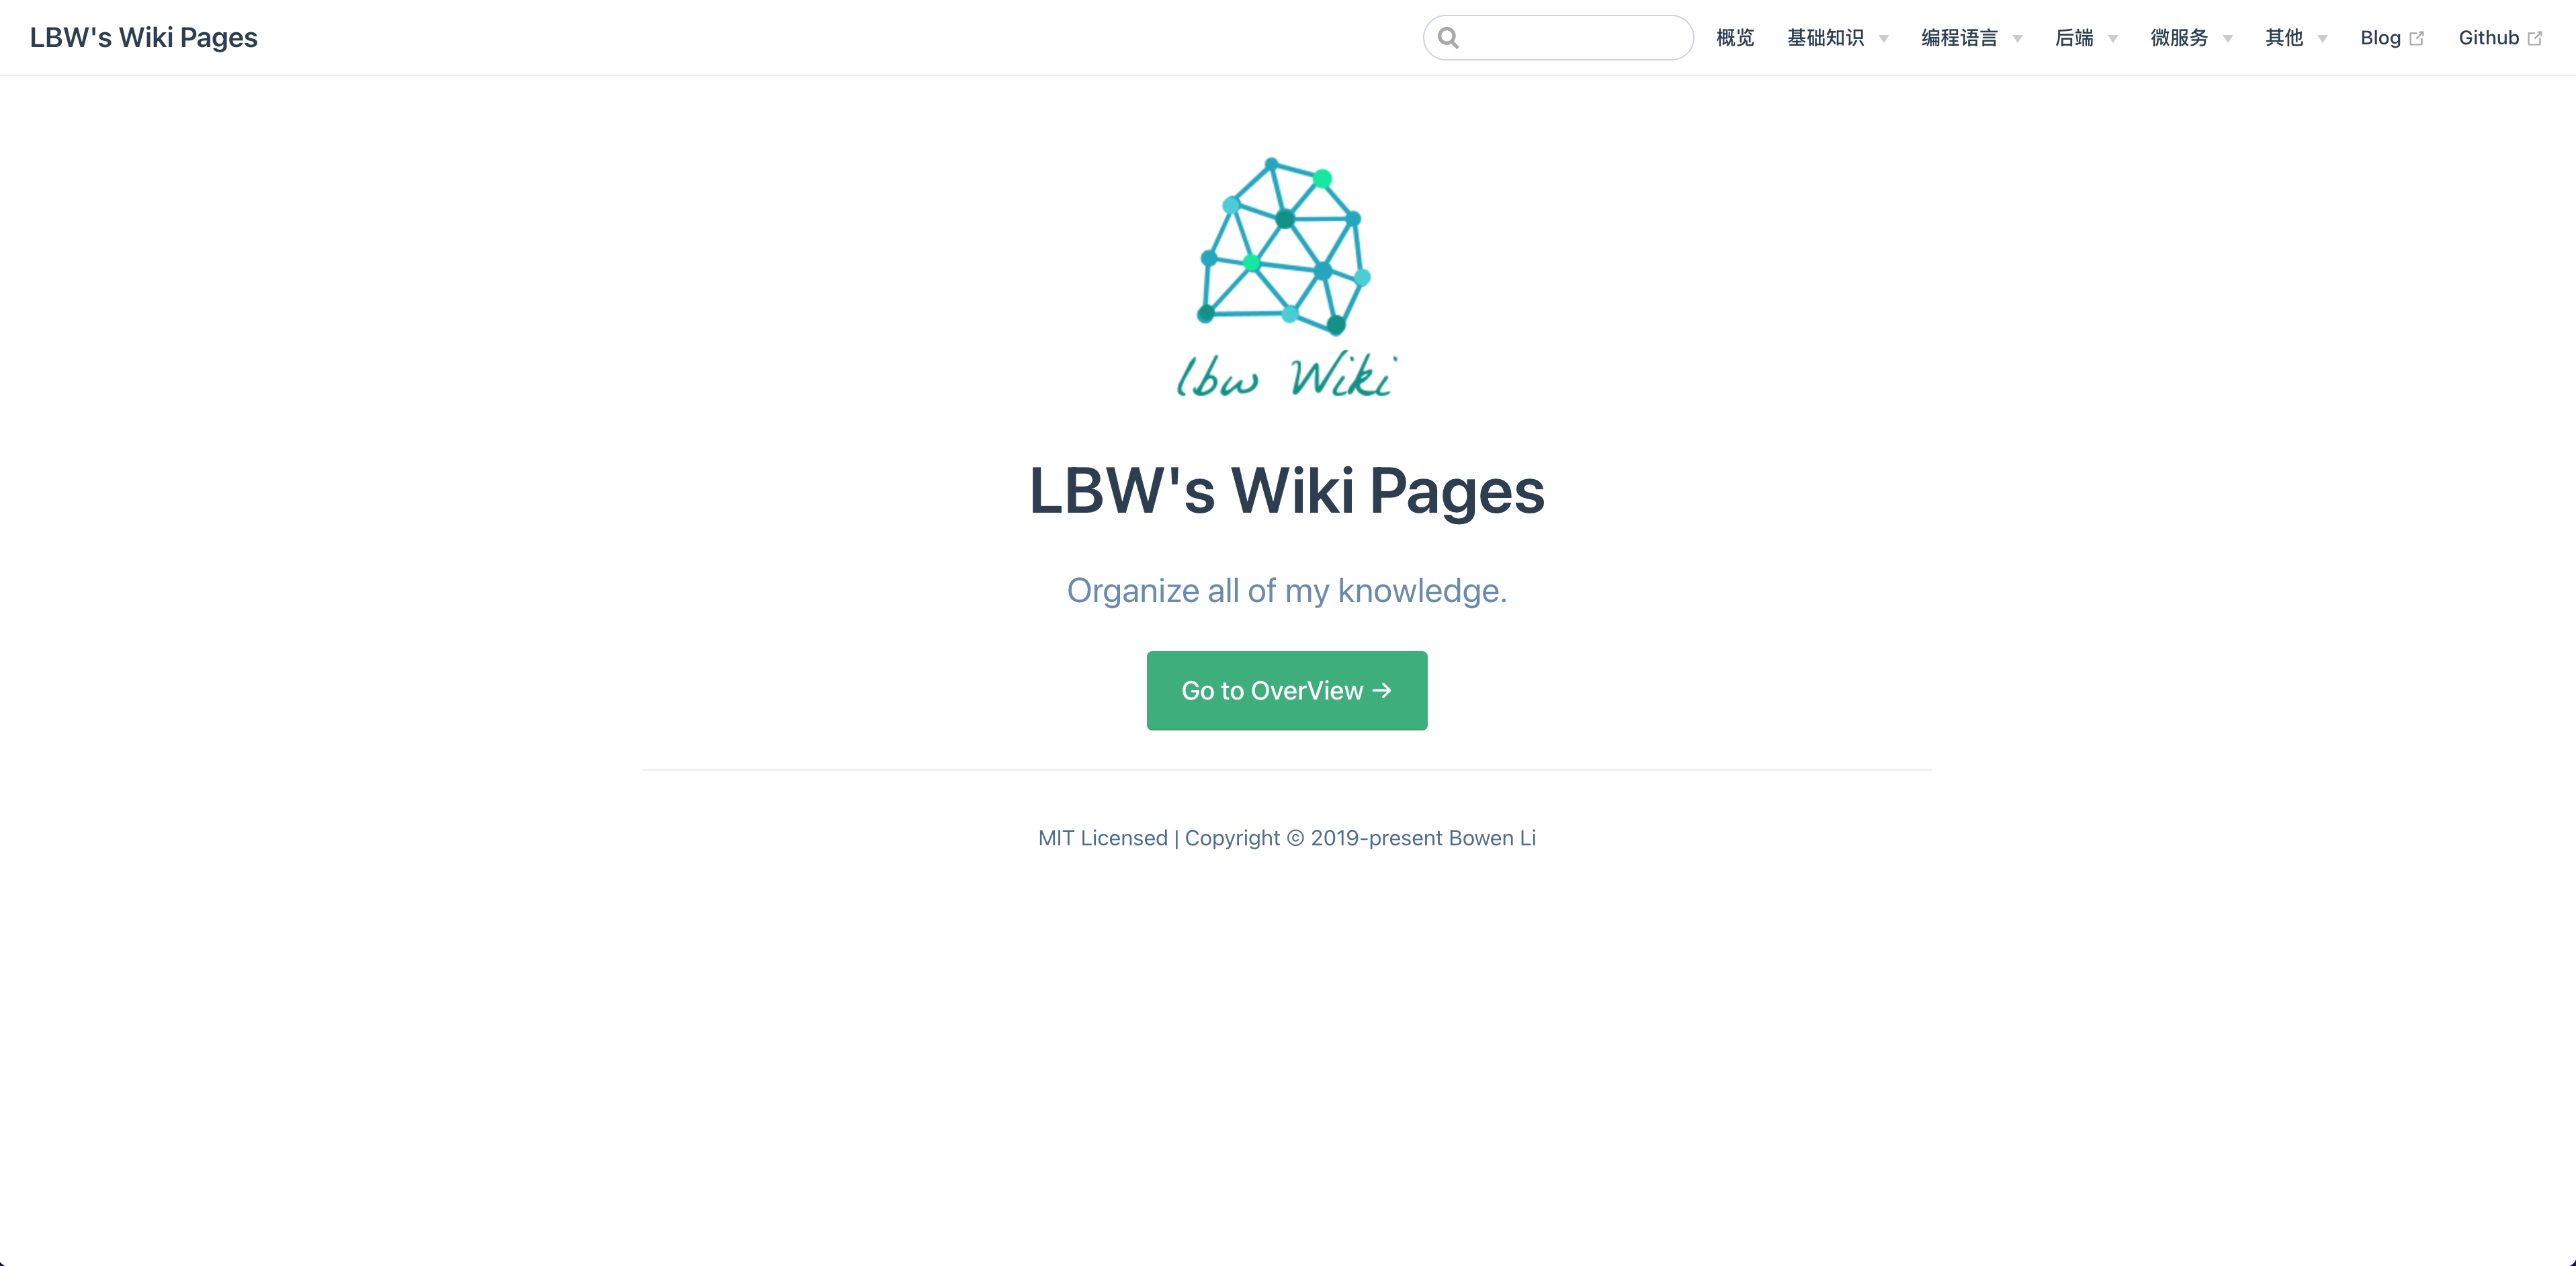 LBW's Wiki Pages
概览 基础知识 编程语言 后端 微服务 其他 Blog Github
lbw Wiki
LBW's Wiki Pages
Organize all of my knowledge.
Go to OverView →
MIT Licensed | Copyright © 2019-present Bowen Li